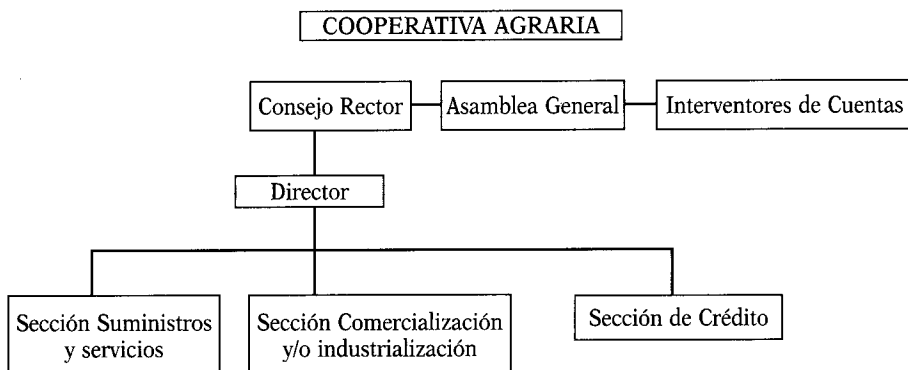 COOPERATIVA AGRARIA
Consejo Rector
Asamblea General
Interventores de Cuentas
Director
Sección Suministros
y servicios
Sección Comercialización
y/o industrialización
Sección de Crédito